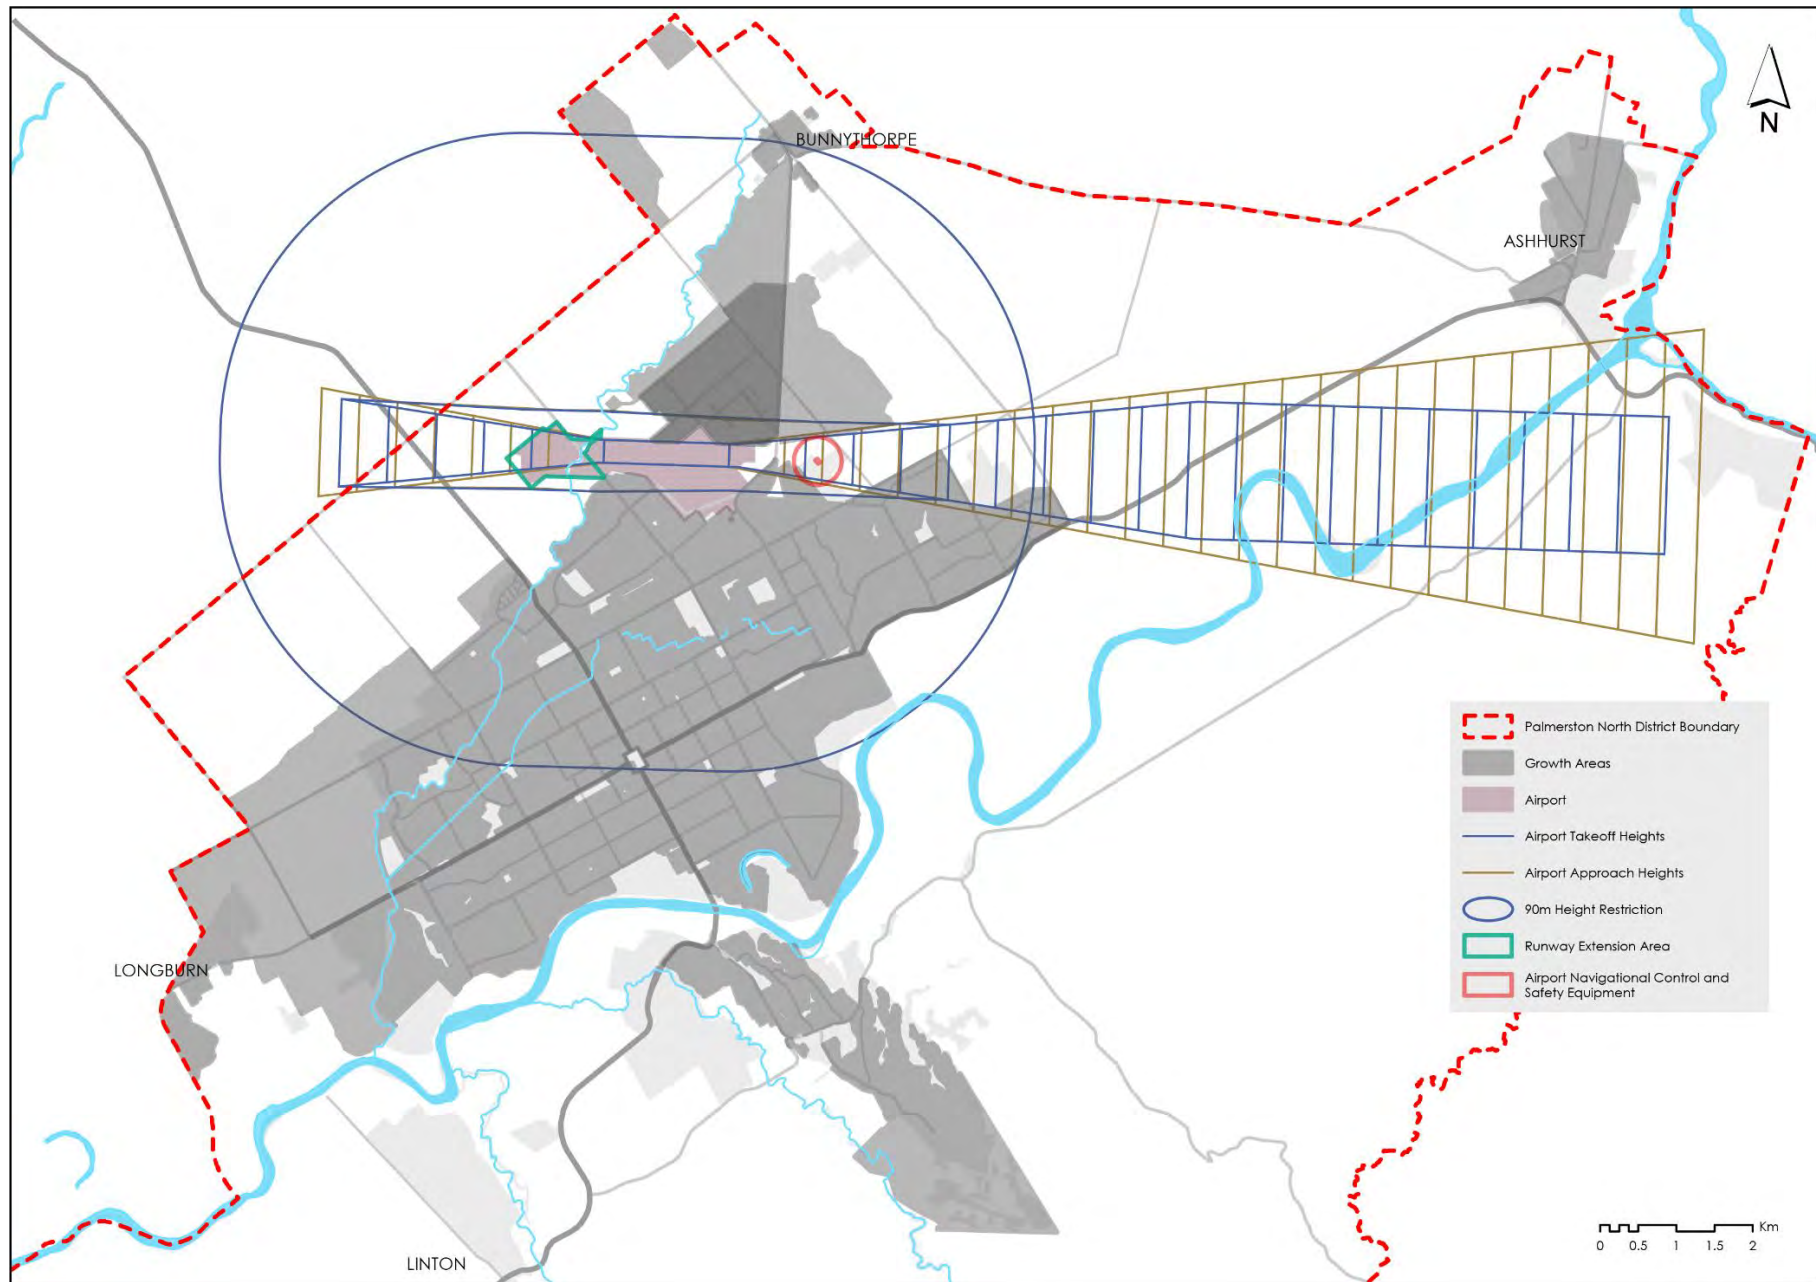 N
BUNNYTHORPE
ASHHURST
LONGBURN
LINTON
Palmerston North District Boundary
Growth Areas
Airport
Airport Takeoff Heights
Airport Approach Heights
90m Height Restriction
Runway Extension Area
Airport Navigational Control and
Safety Equipment
Km
0 0.5 1 1.5 2